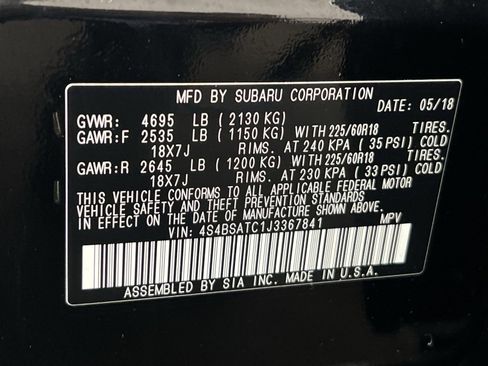 MFD BY SUBARU CORPORATION
DATE: 05/18
GVWR: 4695 LB ( 2130 KG)
GAWR:F 2535 LB ( 1150 KG) WITH 225/60R18 TIRES.
18X7J RIMS. AT 240 KPA ( 35 PSI) COLD
GAWR:R 2645 LB ( 1200 KG) WITH 225/60R18 TIRES.
18X7J RIMS. AT 230 KPA ( 33 PSI) COLD
THIS VEHICLE CONFORMS TO ALL APPLICABLE FEDERAL MOTOR
VEHICLE SAFETY AND THEFT PREVENTION STANDARDS
IN EFFECT ON THE DATE OF MANUFACTURE SHOWN ABOVE.
VIN: 4S4BSATC1J3367841 MPV
ASSEMBLED BY SIA INC. MADE IN U.S.A.